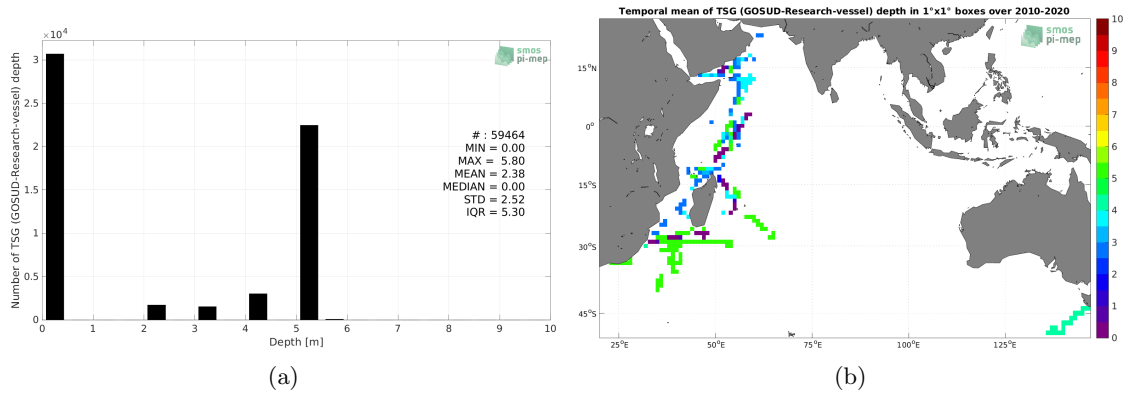 ×10⁴
3
2.5
2
1.5
1
0.5
0
Number of TSG (GOSUD-Research-vessel) depth
smos
pi-mep
# : 59464
MIN = 0.00
MAX = 5.80
MEAN = 2.38
MEDIAN = 0.00
STD = 2.52
IQR = 5.30
0 1 2 3 4 5 6 7 8 9 10
Depth [m]
(a)
Temporal mean of TSG (GOSUD-Research-vessel) depth in 1°x1° boxes over 2010-2020
smos
pi-mep
15°N
0°
15°S
30°S
45°S
25°E 50°E 75°E 100°E 125°E
10
9
8
7
6
5
4
3
2
1
0
(b)